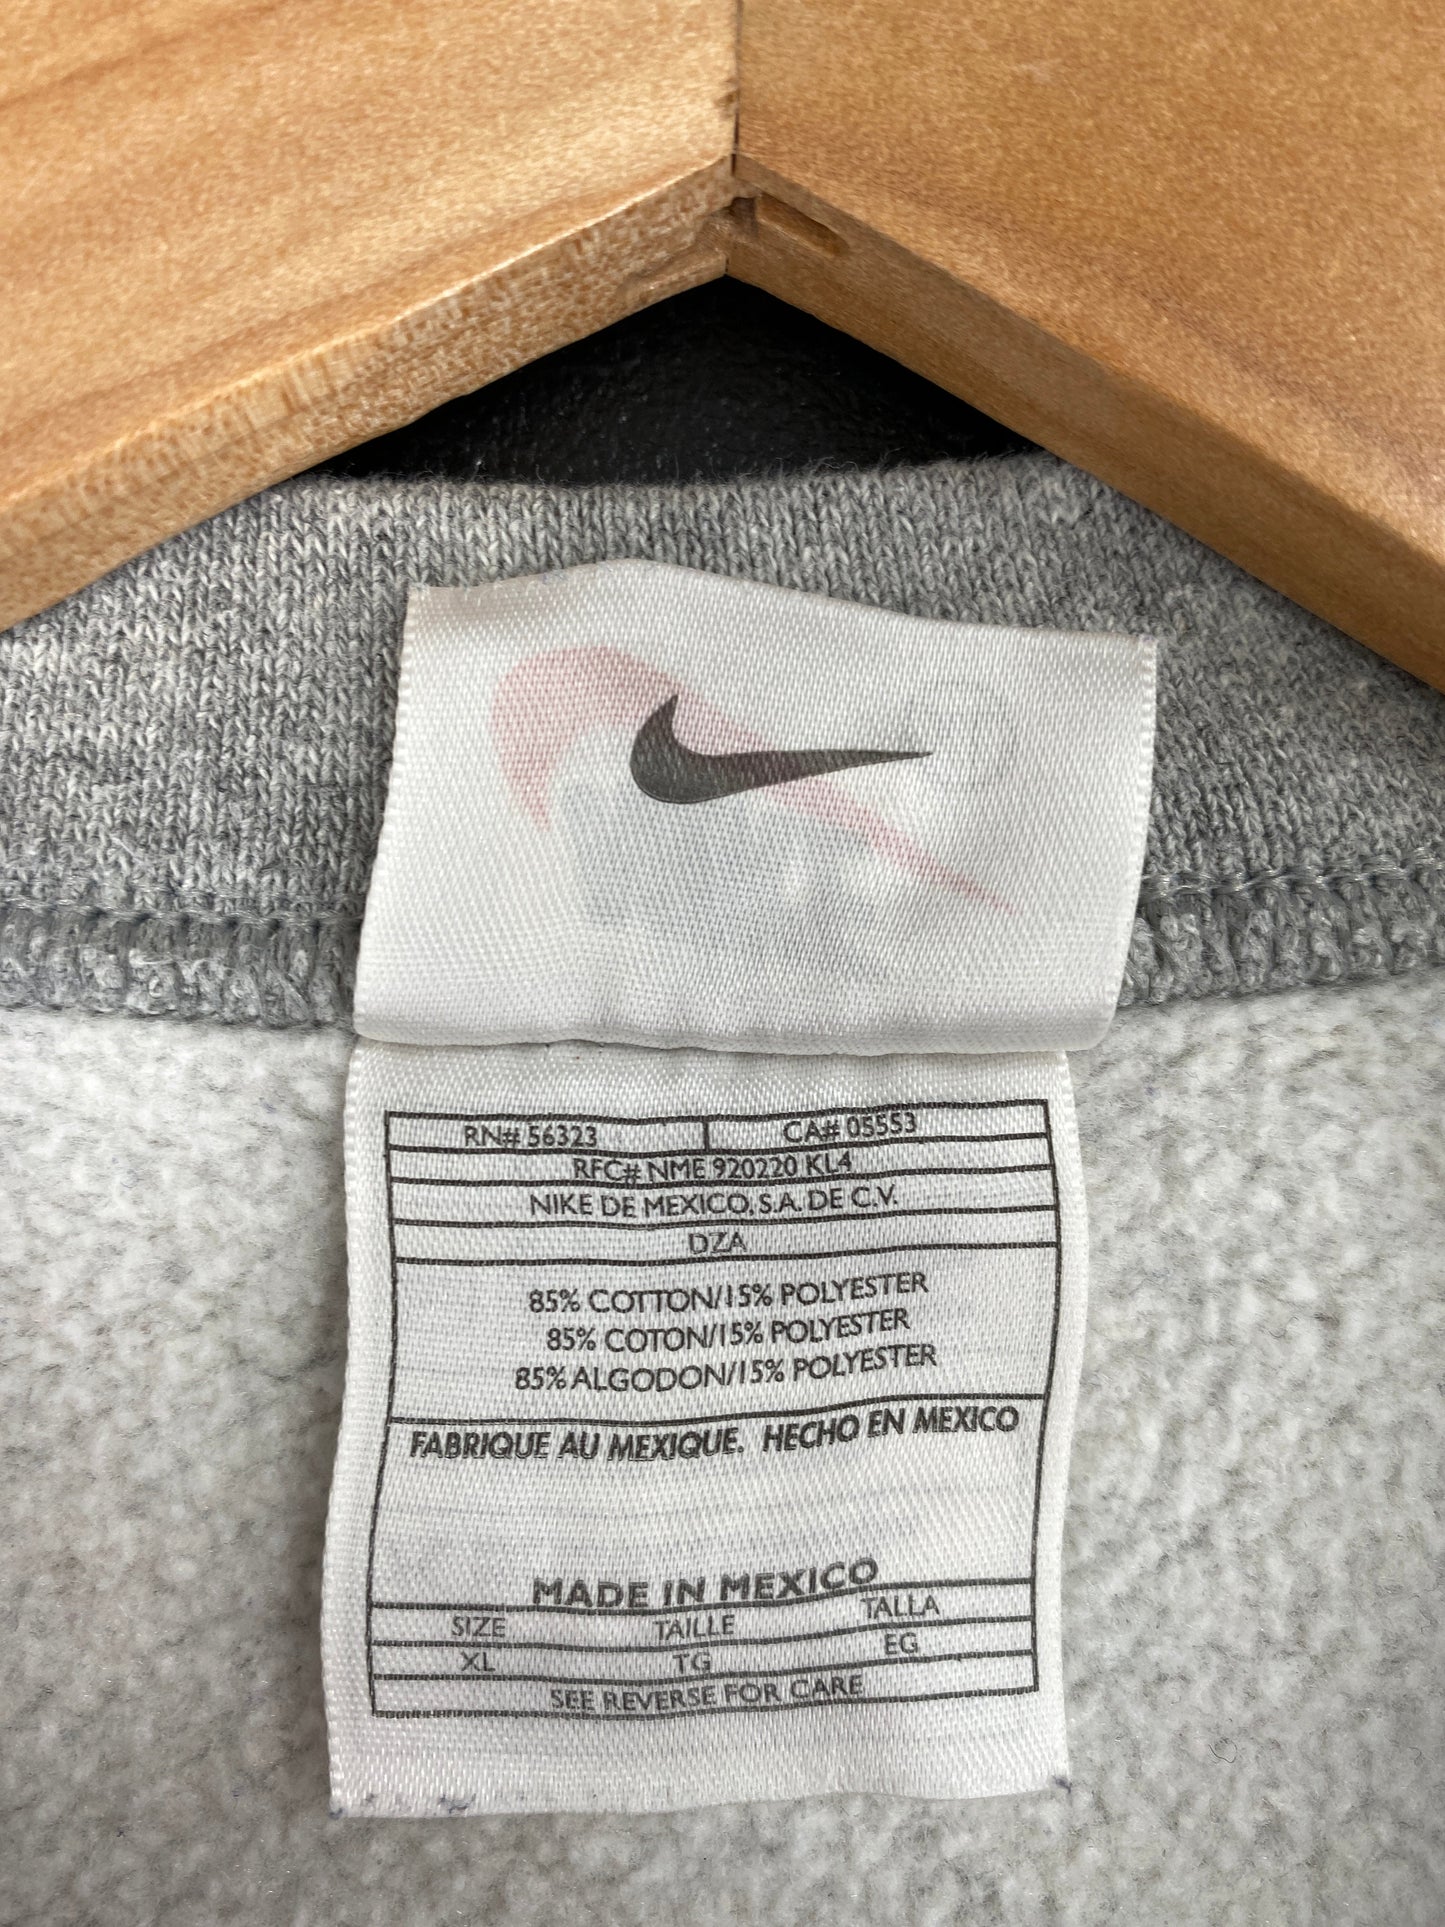 RN# 56323 CA# 05553
RFC# NME 920220 KL4
NIKE DE MEXICO, S.A. DE C.V.
DZA
85% COTTON/15% POLYESTER
85% COTON/15% POLYESTER
85% ALGODON/15% POLYESTER
FABRIQUE AU MEXIQUE. HECHO EN MEXICO
MADE IN MEXICO
SIZE TAILLE TALLA
XL TG EG
SEE REVERSE FOR CARE